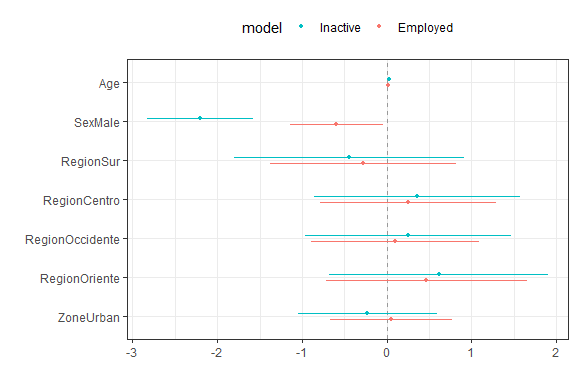 model Inactive Employed
Age
SexMale
RegionSur
RegionCentro
RegionOccidente
RegionOriente
ZoneUrban
-3 -2 -1 0 1 2